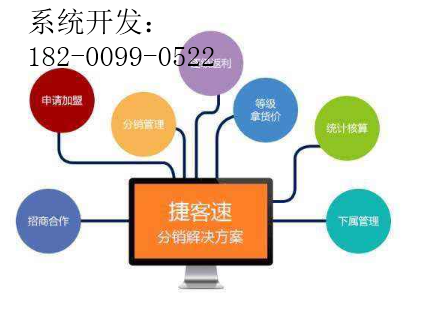 系统开发：
182-0099-0522
返利
申请加盟
分销管理
等级
拿货价
统计核算
招商合作
捷客速
分销解决方案
下属管理